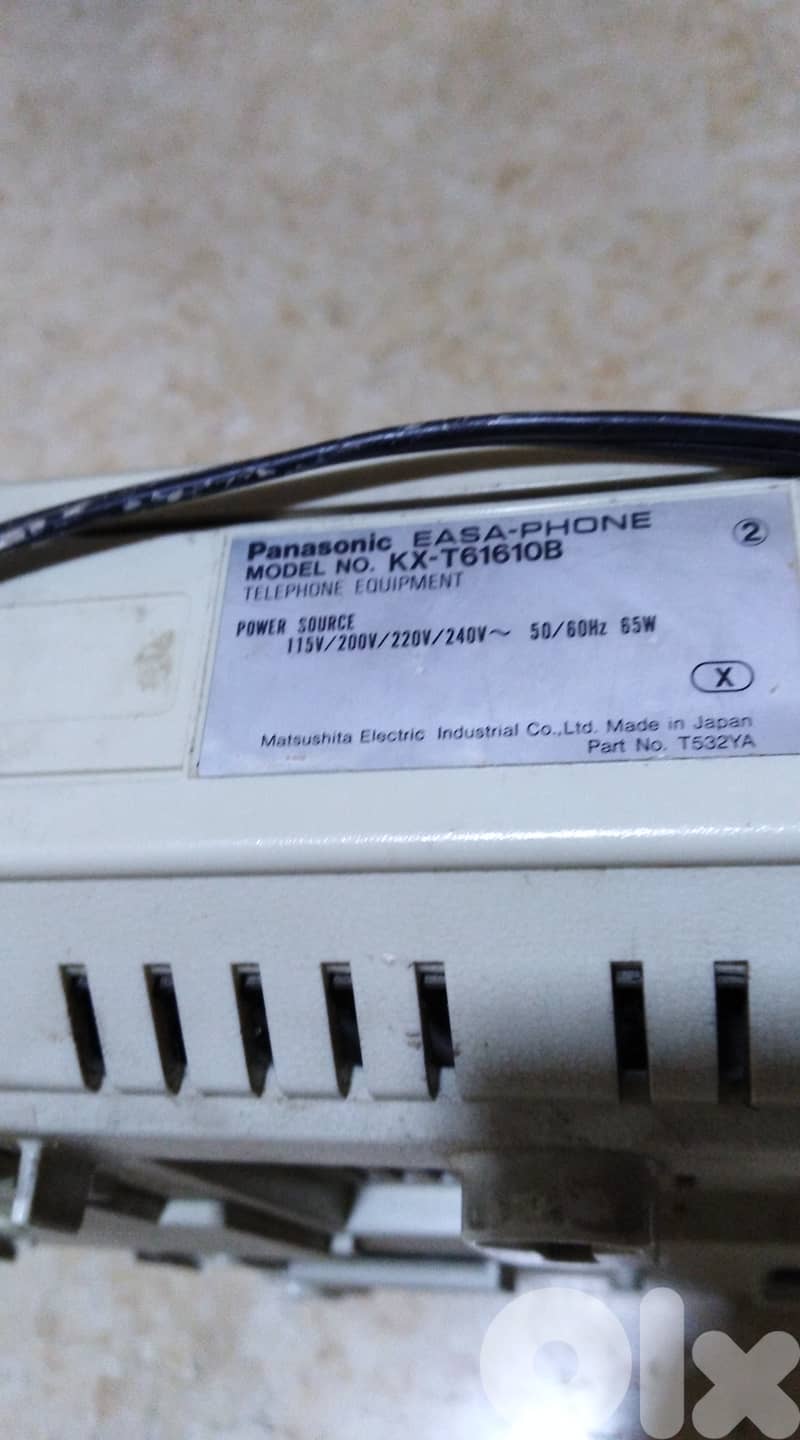 Panasonic EASA-PHONE
②
MODEL NO. KX-T61610B
TELEPHONE EQUIPMENT
POWER SOURCE
115V/200V/220V/240V～ 50/60Hz 65W
X
Matsushita Electric Industrial Co.,Ltd. Made in Japan
Part No. T532YA
olx